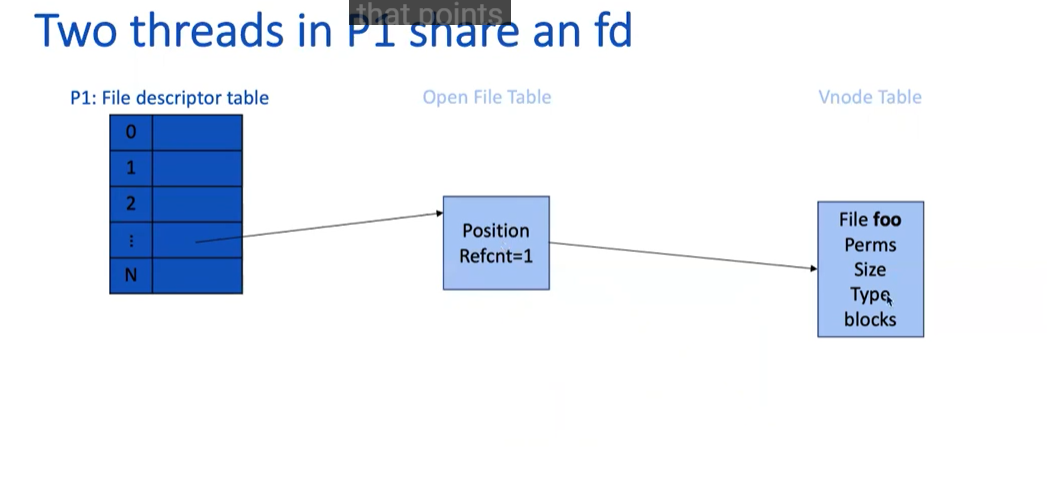 that points
Two threads in P1 share an fd
P1: File descriptor table
Open File Table
Vnode Table
0
1
2
⋮
N
Position
Refcnt=1
File foo
Perms
Size
Type
blocks